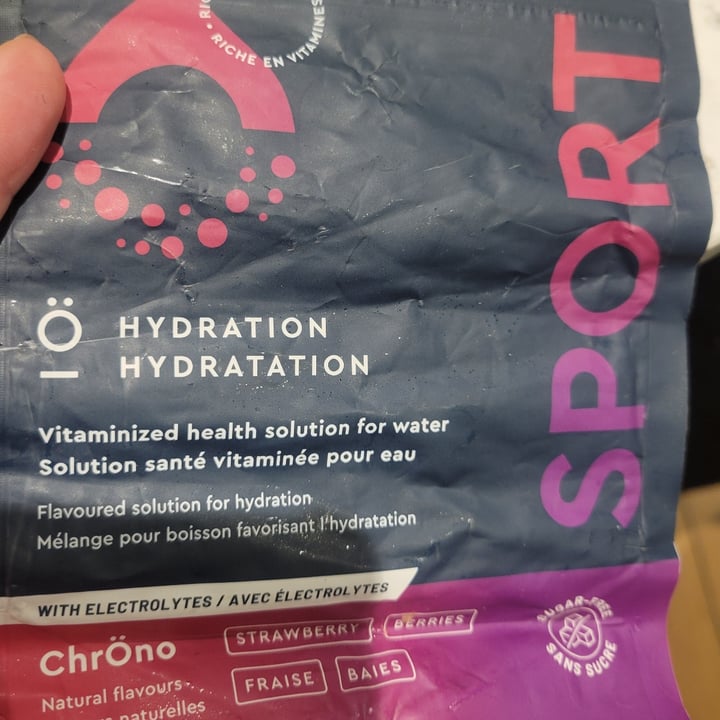 RICHE EN VITAMINES
SPORT
Ö HYDRATION
HYDRATATION
Vitaminized health solution for water
Solution santé vitaminée pour eau
Flavoured solution for hydration
Mélange pour boisson favorisant l'hydratation
WITH ELECTROLYTES / AVEC ÉLECTROLYTES
ChrÖno
STRAWBERRY BERRIES
FRAISE BAIES
Natural flavours
naturelles
SUGAR-FREE
SANS SUCRE